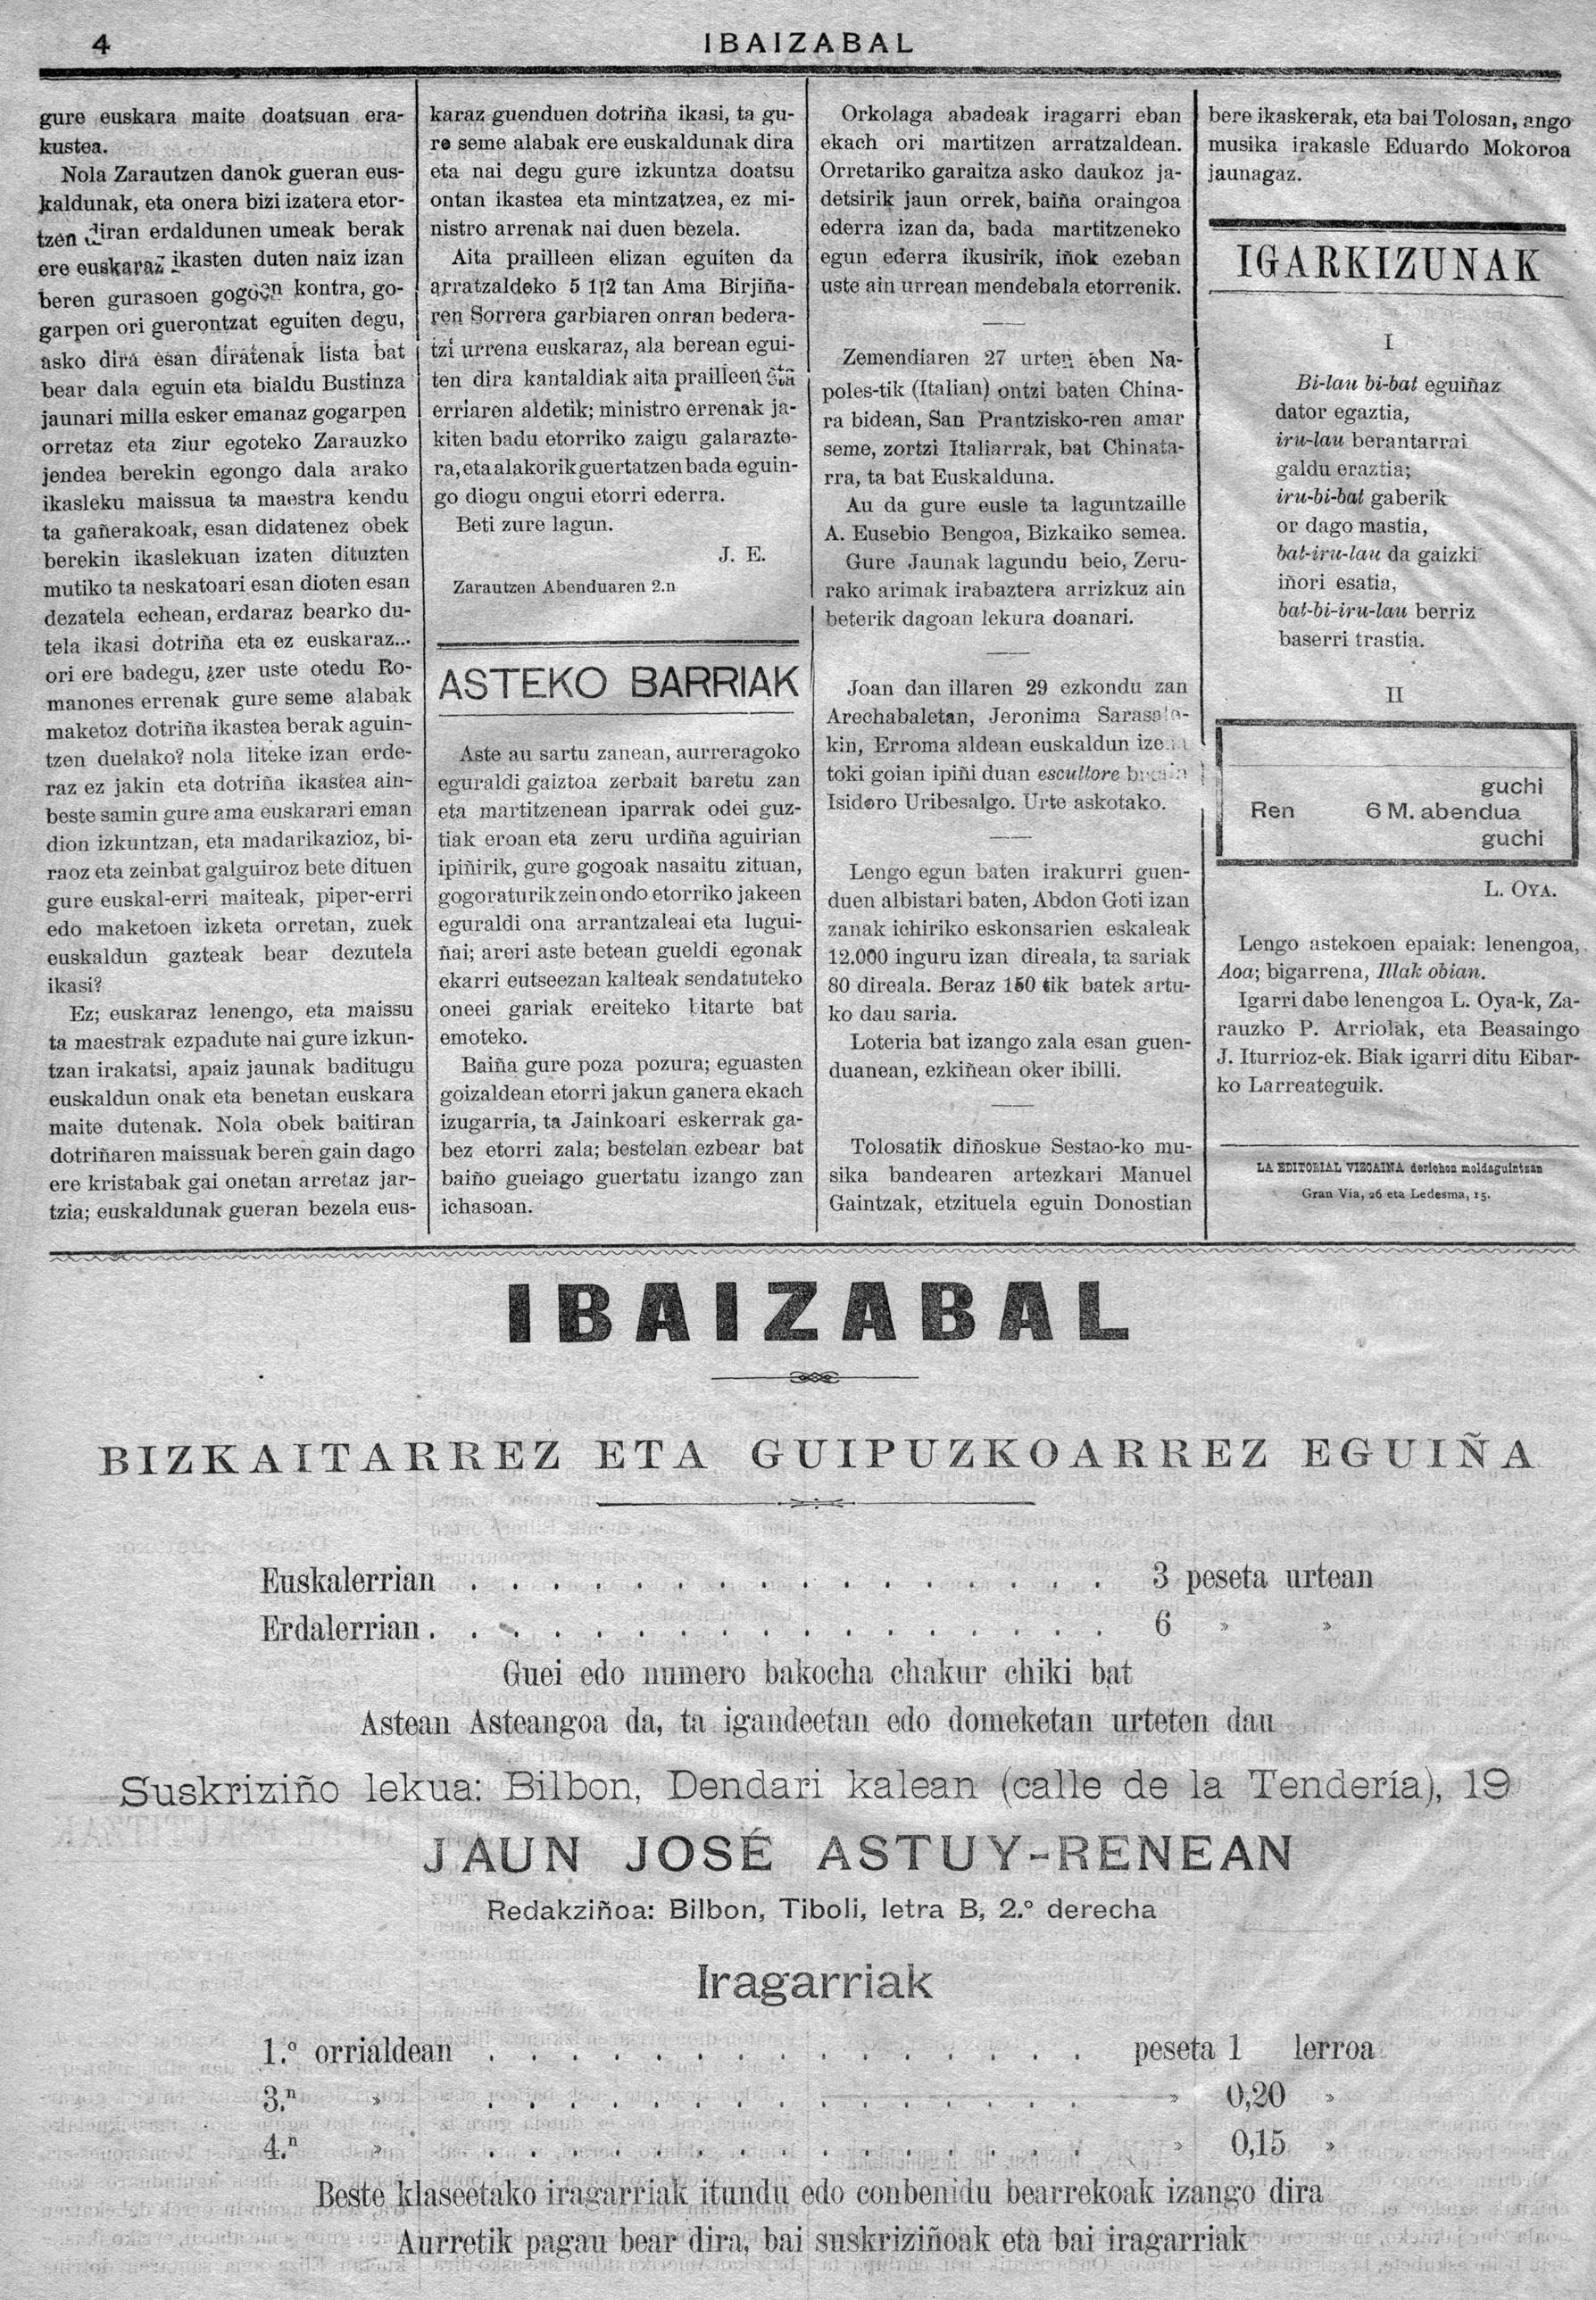 4
IBAIZABAL
gure euskara maite doatsuan era-
kustea.
Nola Zarautzen danok gueran eus-
kaldunak, eta onera bizi izatera etor-
tzen diran erdaldunen umeak berak
ere euskaraz ikasten duten naiz izan
beren gurasoen gogoen kontra, go-
garpen ori guerontzat eguiten degu,
asko dira esan diratenak lista bat
bear dala eguin eta bialdu Bustinza
jaunari milla esker emanaz gogarpen
orretaz eta ziur egoteko Zarauzko
jendea berekin egongo dala arako
ikasleku maissua ta maestra kendu
ta gañerakoak, esan didatenez obek
berekin ikaslekuan izaten dituzten
mutiko ta neskatoari esan dioten esan
dezatela echean, erdaraz bearko du-
tela ikasi dotriña eta ez euskaraz...
ori ere badegu, ¿zer uste otedu Ro-
manones errenak gure seme alabak
maketoz dotriña ikastea berak aguin-
tzen duelako? nola liteke izan erde-
raz ez jakin eta dotriña ikastea ain-
beste samin gure ama euskarari eman
dion izkuntzan, eta madarikazioz, bi-
raoz eta zeinbat galguiroz bete dituen
gure euskal-erri maiteak, piper-erri
edo maketoen izketa orretan, zuek
euskaldun gazteak bear dezutela
ikasi?
Ez; euskaraz lenengo, eta maissu
ta maestrak ezpadute nai gure izkun-
tzan irakatsi, apaiz jaunak baditugu
euskaldun onak eta benetan euskara
maite dutenak. Nola obek baitiran
dotriñaren maissuak beren gain dago
ere kristabak gai onetan arretaz jar-
tzia; euskaldunak gueran bezela eus-
karaz guenduen dotriña ikasi, ta gu-
re seme alabak ere euskaldunak dira
eta nai degu gure izkuntza doatsu
ontan ikastea eta mintzatzea, ez mi-
nistro arrenak nai duen bezela.
Aita prailleen elizan eguiten da
arratzaldeko 5 1|2 tan Ama Birjiña-
ren Sorrera garbiaren onran bedera-
tzi urrena euskaraz, ala berean egui-
ten dira kantaldiak aita prailleen eta
erriaren aldetik; ministro errenak ja-
kiten badu etorriko zaigu galarazte-
ra, eta alakorik guertatzen bada eguin-
go diogu ongui etorri ederra.
Beti zure lagun.
J. E.
Zarautzen Abenduaren 2.n
ASTEKO BARRIAK
Aste au sartu zanean, aurreragoko
eguraldi gaiztoa zerbait baretu zan
eta martitzenean iparrak odei guz-
tiak eroan eta zeru urdiña aguirian
ipiñirik, gure gogoak nasaitu zituan,
gogoraturik zein ondo etorriko jakeen
eguraldi ona arrantzaleai eta lugui-
ñai; areri aste betean gueldi egonak
ekarri eutseezan kalteak sendatuteko
oneei gariak ereiteko bitarte bat
emoteko.
Baiña gure poza pozura; eguasten
goizaldean etorri jakun ganera ekach
izugarria, ta Jainkoari eskerrak ga-
bez etorri zala; bestelan ezbear bat
baiño gueiago guertatu izango zan
ichasoan.
Orkolaga abadeak iragarri eban
ekach ori martitzen arratzaldean.
Orretariko garaitza asko daukoz ja-
detsirik jaun orrek, baiña oraingoa
ederra izan da, bada martitzeneko
egun ederra ikusirik, iñok ezeban
uste ain urrean mendebala etorrenik.
Zemendiaren 27 urten eben Na-
poles-tik (Italian) ontzi baten China-
ra bidean, San Prantzisko-ren amar
seme, zortzi Italiarrak, bat Chinata-
rra, ta bat Euskalduna.
Au da gure eusle ta laguntzaille
A. Eusebio Bengoa, Bizkaiko semea.
Gure Jaunak lagundu beio, Zeru-
rako arimak irabaztera arrizkuz ain
beterik dagoan lekura doanari.
Joan dan illaren 29 ezkondu zan
Arechabaletan, Jeronima Sarasola-
kin, Erroma aldean euskaldun
toki goian ipiñi duan escultore
Isidoro Uribesalgo. Urte askotako.
Lengo egun baten irakurri guen-
duen albistari baten, Abdon Goti izan
zanak ichiriko eskonsarien eskaleak
12.000 inguru izan direala, ta sariak
80 direala. Beraz 150 tik batek artu-
ko dau saria.
Loteria bat izango zala esan guen-
duanean, ezkiñean oker ibilli.
Tolosatik diñoskue Sestao-ko mu-
sika bandearen artezkari Manuel
Gaintzak, etzituela eguin Donostian
bere ikaskerak, eta bai Tolosan, ango
musika irakasle Eduardo Mokoroa
jaunagaz.
IGARKIZUNAK
I
Bi-lau bi-bat eguiñaz
dator egaztia,
iru-lau berantarrai
galdu eraztia;
iru-bi-bat gaberik
or dago mastia,
bat-iru-lau da gaizki
iñori esatia,
bat-bi-iru-lau berriz
baserri trastia.
II
guchi
Ren 6 M. abendua
guchi
L. OYA.
Lengo astekoen epaiak: lenengoa,
Aoa; bigarrena, Illak obian.
Igarri dabe lenengoa L. Oya-k, Za-
rauzko P. Arriolak, eta Beasaingo
J. Iturrioz-ek. Biak igarri ditu Eibar-
ko Larreateguik.
LA EDITORIAL VIZCAINA derichon moldaguintzan
Gran Vía, 26 eta Ledesma, 15.
IBAIZABAL
BIZKAITARREZ ETA GUIPUZKOARREZ EGUIÑA
Euskalerrian . . . . . . . . . . . . . . . . 3 peseta urtean
Erdalerrian . . . . . . . . . . . . . . . . . 6 » »
Guei edo numero bakocha chakur chiki bat
Astean Asteangoa da, ta igandeetan edo domeketan urteten dau
Suskriziño lekua: Bilbon, Dendari kalean (calle de la Tendería), 19
JAUN JOSÉ ASTUY-RENEAN
Redakziñoa: Bilbon, Tiboli, letra B, 2.º derecha
Iragarriak
1.º orrialdean . . . . . . . . . . . . . . . peseta 1 lerroa
3.n » . . . . . . . . . . . . . . . » 0,20 »
4.n » . . . . . . . . . . . . . . . » 0,15 »
Beste klaseetako iragarriak itundu edo conbenidu bearrekoak izango dira
Aurretik pagau bear dira, bai suskriziñoak eta bai iragarriak